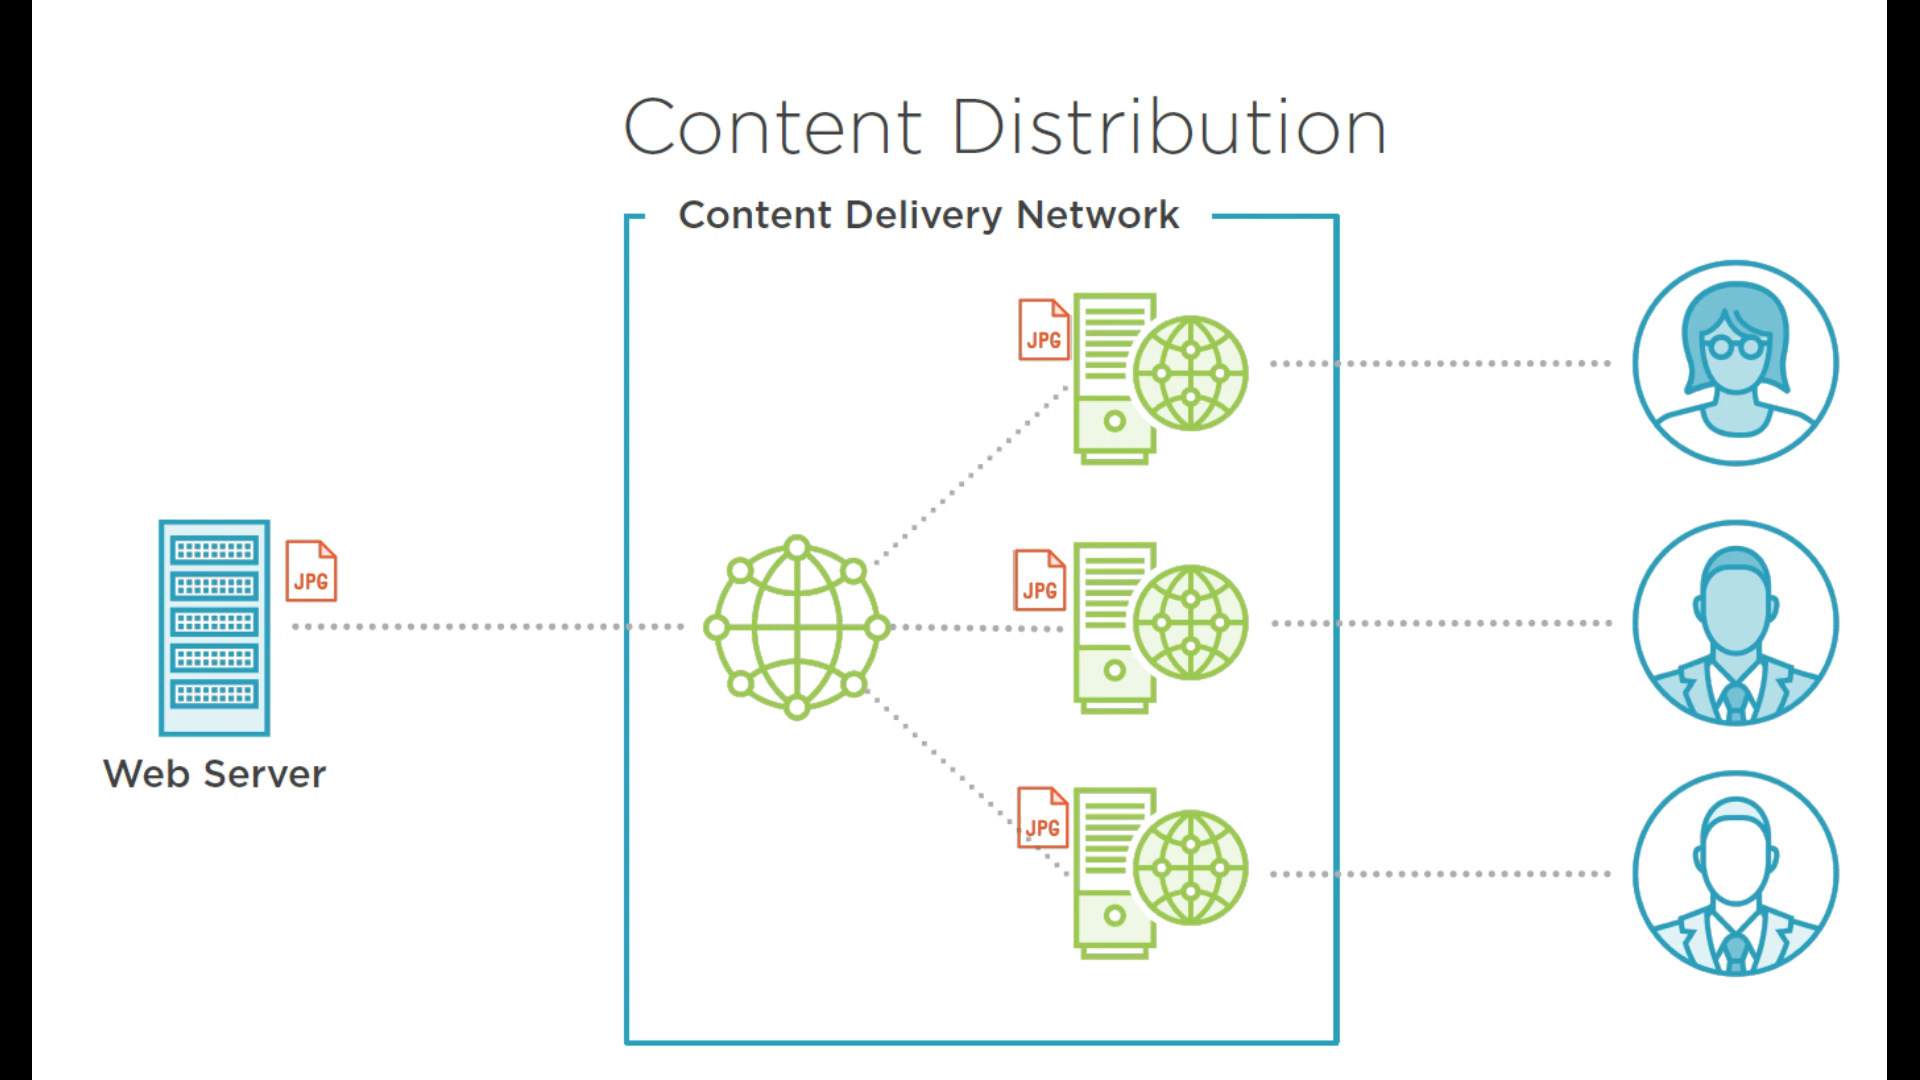 Content Distribution
Content Delivery Network
JPG
JPG
JPG
JPG
Web Server